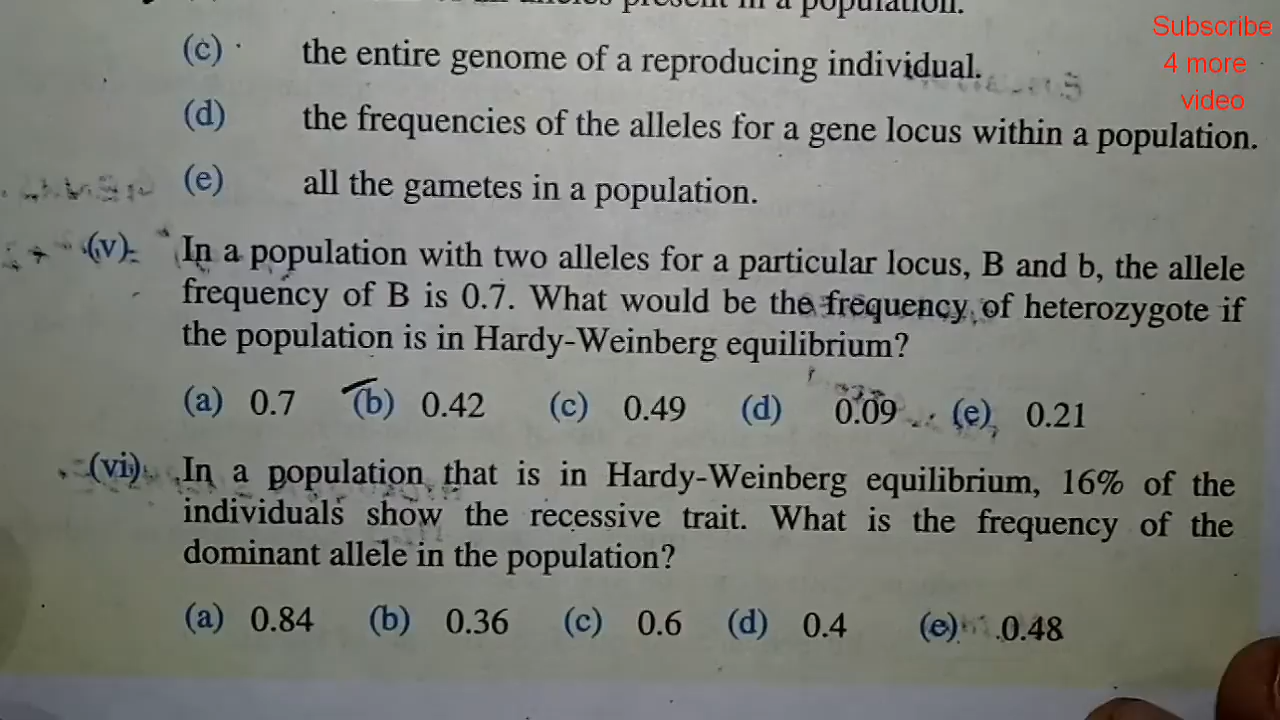 present in a population.
Subscribe
4 more
video
(c) the entire genome of a reproducing individual.
(d) the frequencies of the alleles for a gene locus within a population.
(e) all the gametes in a population.
(v) In a population with two alleles for a particular locus, B and b, the allele
frequency of B is 0.7. What would be the frequency of heterozygote if
the population is in Hardy-Weinberg equilibrium?
(a) 0.7 (b) 0.42 (c) 0.49 (d) 0.09 (e) 0.21
(vi) In a population that is in Hardy-Weinberg equilibrium, 16% of the
individuals show the recessive trait. What is the frequency of the
dominant allele in the population?
(a) 0.84 (b) 0.36 (c) 0.6 (d) 0.4 (e) 0.48